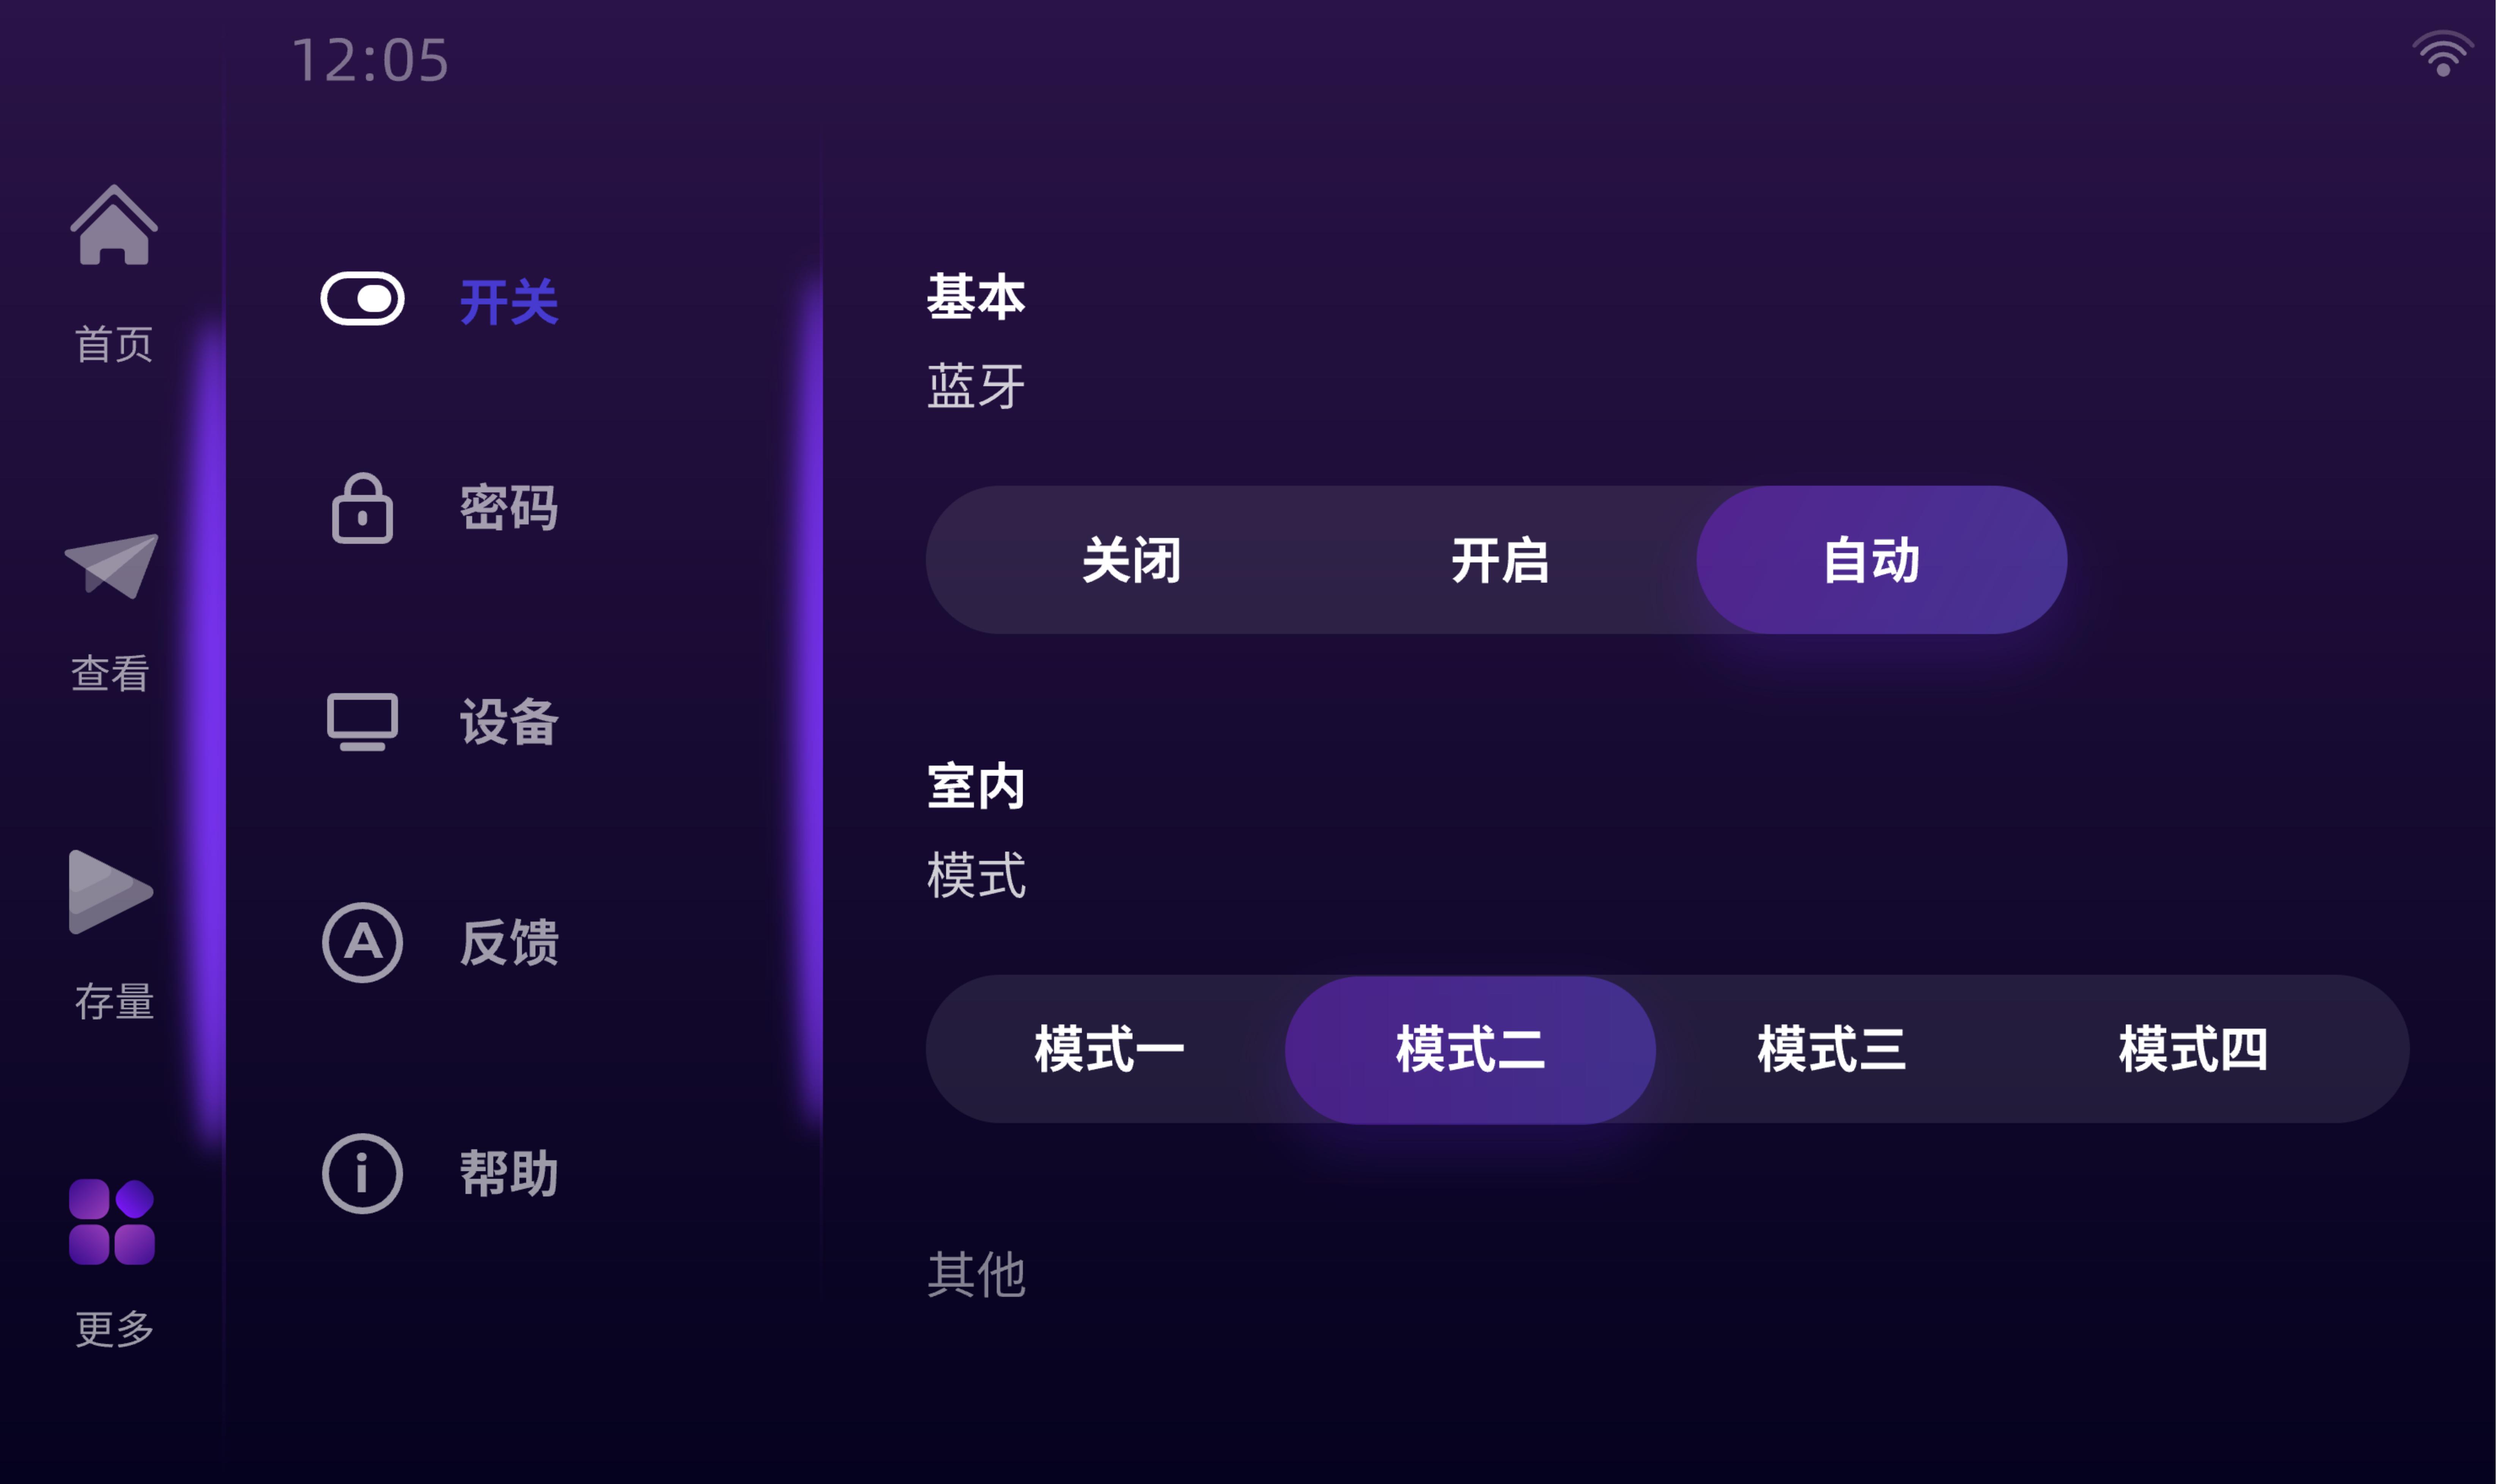 12:05
首页
查看
存量
更多
开关
密码
设备
反馈
帮助
基本
蓝牙
关闭
开启
自动
室内
模式
模式一
模式二
模式三
模式四
其他